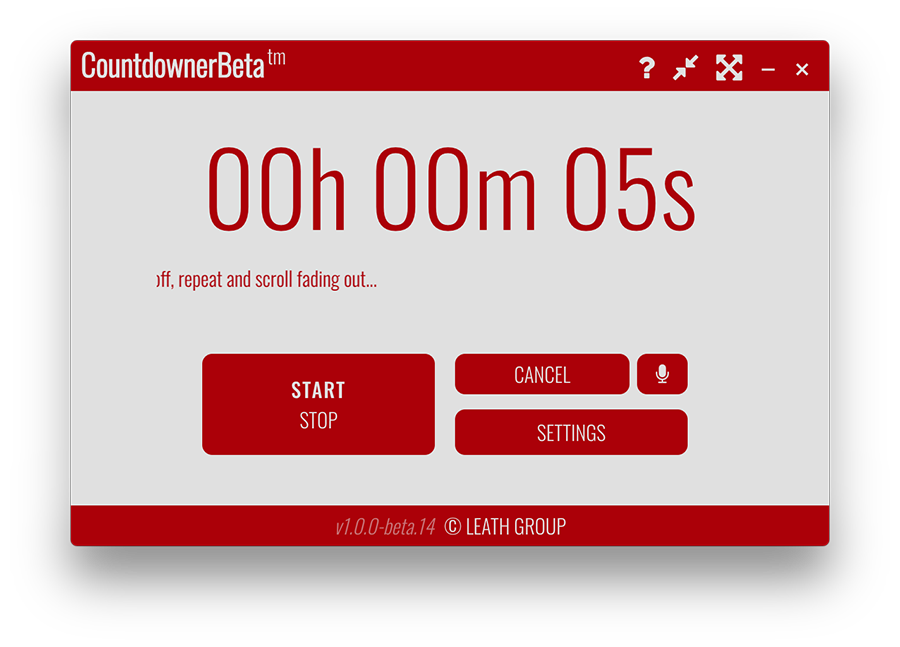 CountdownerBeta tm
? – ×
00h 00m 05s
off, repeat and scroll fading out...
START
STOP
CANCEL
SETTINGS
v1.0.0-beta.14 © LEATH GROUP